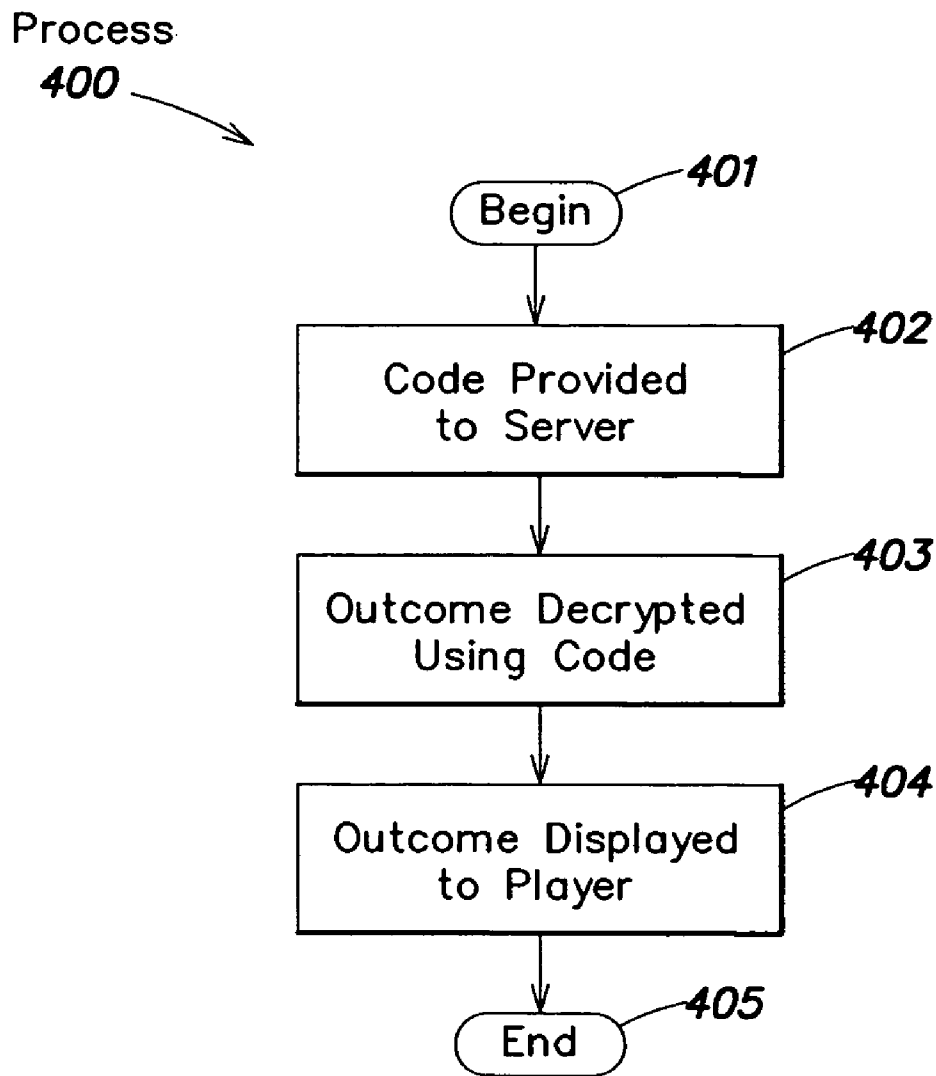 Process
400
401
Begin
402
Code Provided
to Server
403
Outcome Decrypted
Using Code
404
Outcome Displayed
to Player
405
End